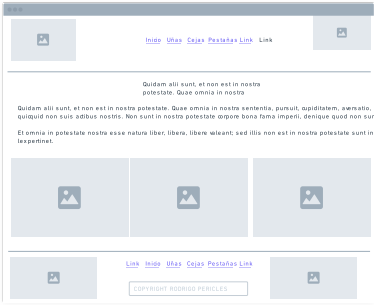 Inicio Uñas Cejas Pestañas Link Link
Quidam alii sunt, et non est in nostra
potestate. Quae omnia in nostra
Quidam alii sunt, et non est in nostra potestate. Quae omnia in nostra sententia, pursuit, cupiditatem, aversatio,
quicquid non suis adibus nostris. Non sunt in nostra potestate corpore bona fama imperii, denique quod non sunt
Et omnia in potestate nostra esse natura liber, libera, libere valeant; sed illis non est in nostra potestate sunt in
lexpertinet.
Link Inicio Uñas Cejas Pestañas Link
COPYRIGHT RODRIGO PERICLES